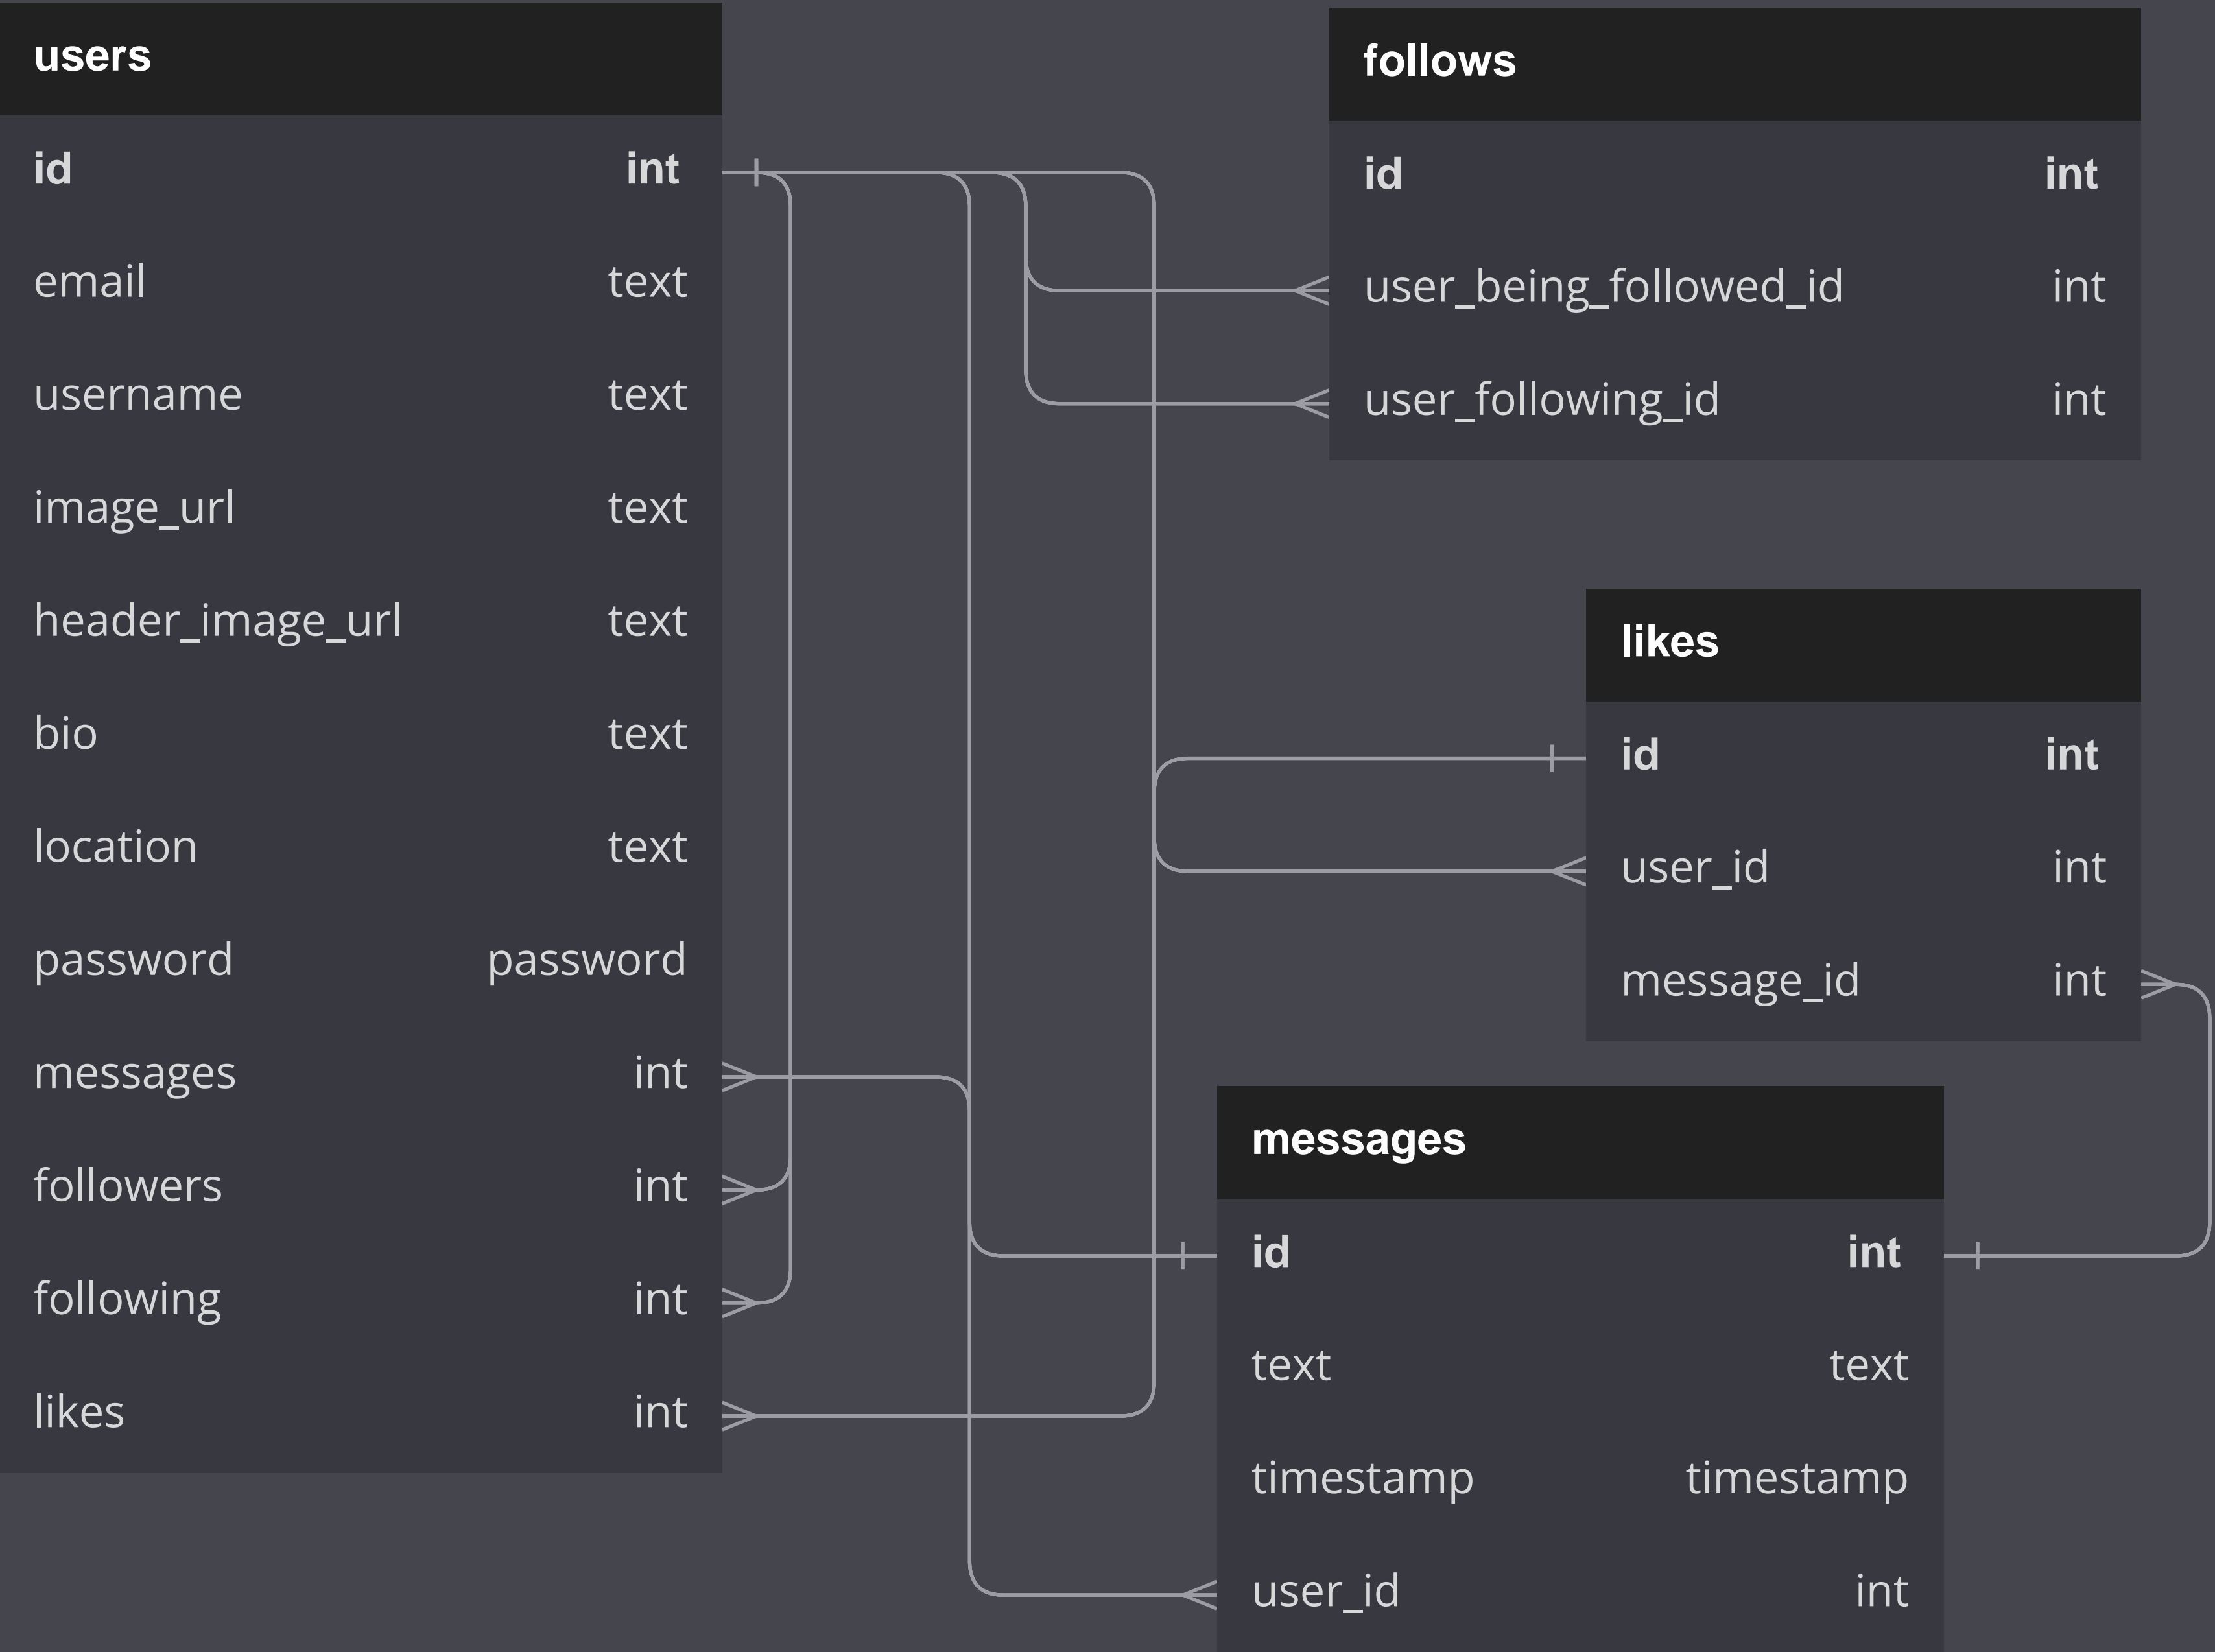 users
id int
email text
username text
image_url text
header_image_url text
bio text
location text
password password
messages int
followers int
following int
likes int
follows
id int
user_being_followed_id int
user_following_id int
likes
id int
user_id int
message_id int
messages
id int
text text
timestamp timestamp
user_id int